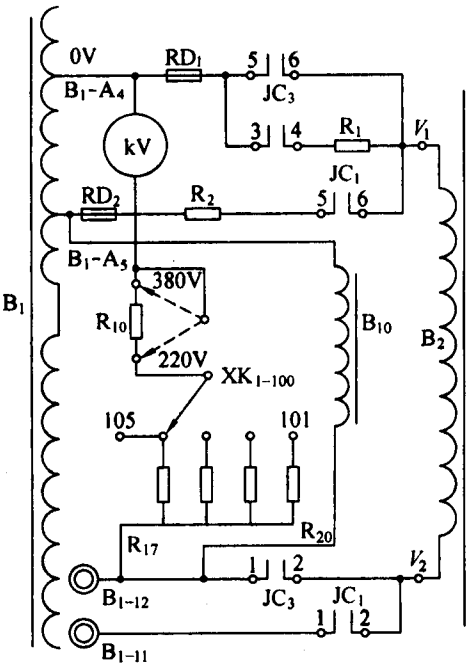 0V
RD₁
5
6
B₁-A₄
JC₃
3
4
R₁
V₁
kV
JC₁
RD₂
R₂
5
6
B₁-A₅
380V
B₁
R₁₀
B₁₀
B₂
220V
XK₁₋₁₀₀
105
101
R₁₇
R₂₀
V₂
1
2
B₁₋₁₂
JC₃
JC₁
1
2
B₁₋₁₁